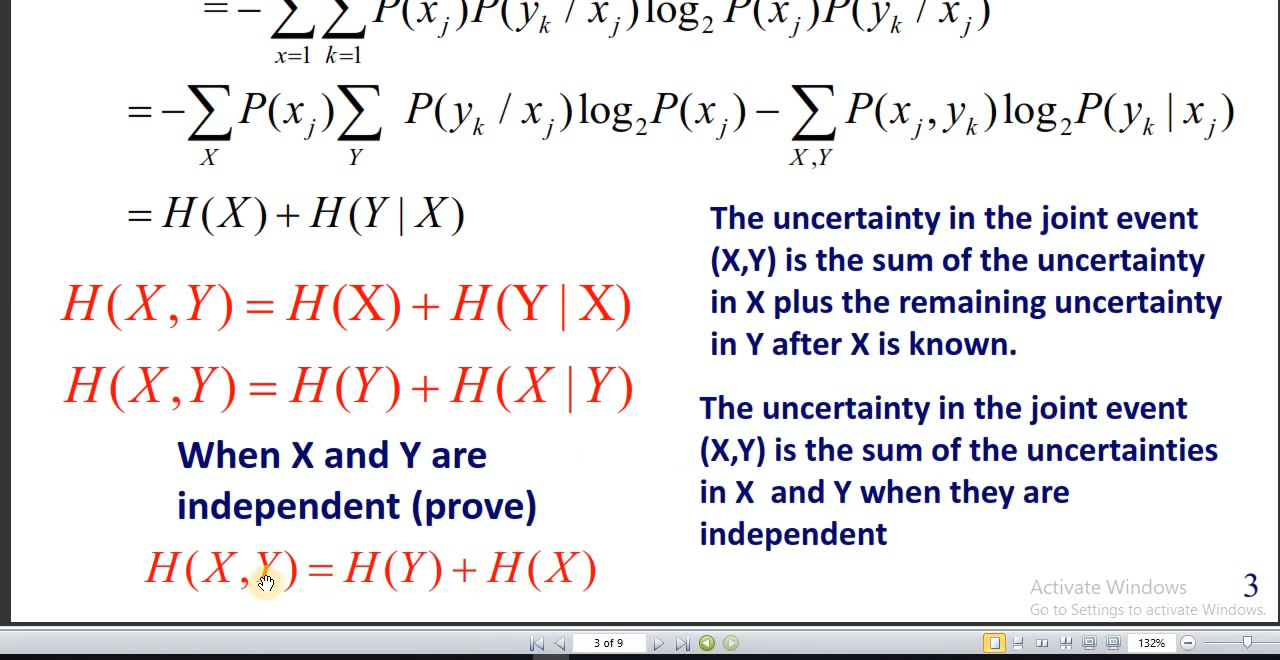 = − ∑ ∑ P(x_j)P(y_k / x_j)log_2 P(x_j)P(y_k / x_j)
x=1 k=1
= −∑ P(x_j)∑ P(y_k / x_j)log_2P(x_j) − ∑ P(x_j, y_k)log_2P(y_k | x_j)
X Y X,Y
= H(X) + H(Y | X)
H(X,Y) = H(X) + H(Y | X)
H(X,Y) = H(Y) + H(X | Y)
When X and Y are
independent (prove)
H(X,Y) = H(Y) + H(X)
The uncertainty in the joint event
(X,Y) is the sum of the uncertainty
in X plus the remaining uncertainty
in Y after X is known.
The uncertainty in the joint event
(X,Y) is the sum of the uncertainties
in X and Y when they are
independent
Activate Windows
Go to Settings to activate Windows.
3
3 of 9
132%